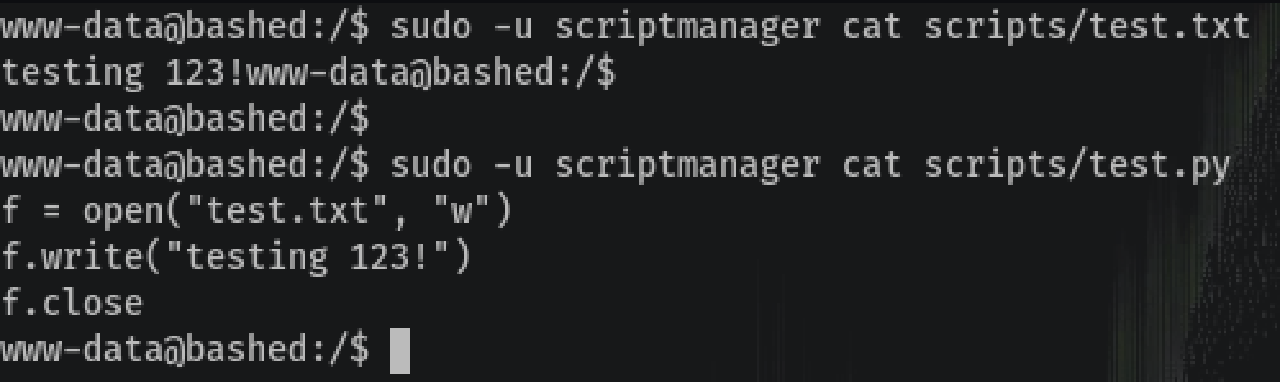 www-data@bashed:/$ sudo -u scriptmanager cat scripts/test.txt
testing 123!www-data@bashed:/$
www-data@bashed:/$
www-data@bashed:/$ sudo -u scriptmanager cat scripts/test.py
f = open("test.txt", "w")
f.write("testing 123!")
f.close
www-data@bashed:/$